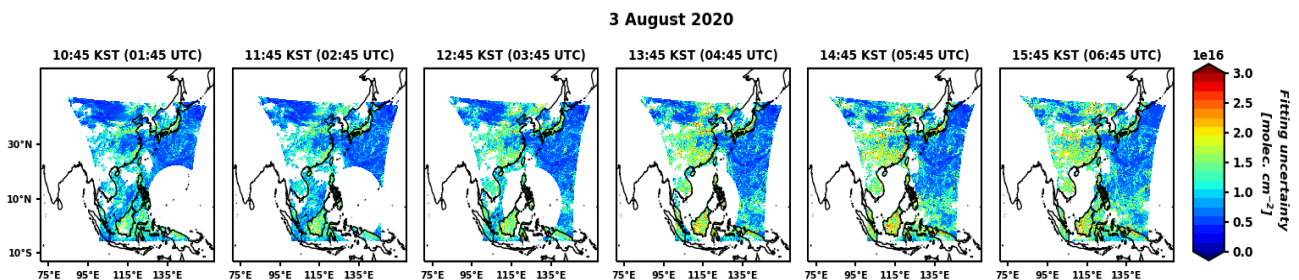 3 August 2020
10:45 KST (01:45 UTC) 11:45 KST (02:45 UTC) 12:45 KST (03:45 UTC) 13:45 KST (04:45 UTC) 14:45 KST (05:45 UTC) 15:45 KST (06:45 UTC)
1e16
30°N
10°N
10°S
75°E 95°E 115°E 135°E 75°E 95°E 115°E 135°E 75°E 95°E 115°E 135°E 75°E 95°E 115°E 135°E 75°E 95°E 115°E 135°E 75°E 95°E 115°E 135°E
3.0
2.5
2.0
1.5
1.0
0.5
0.0
Fitting uncertainty
[molec. cm⁻²]